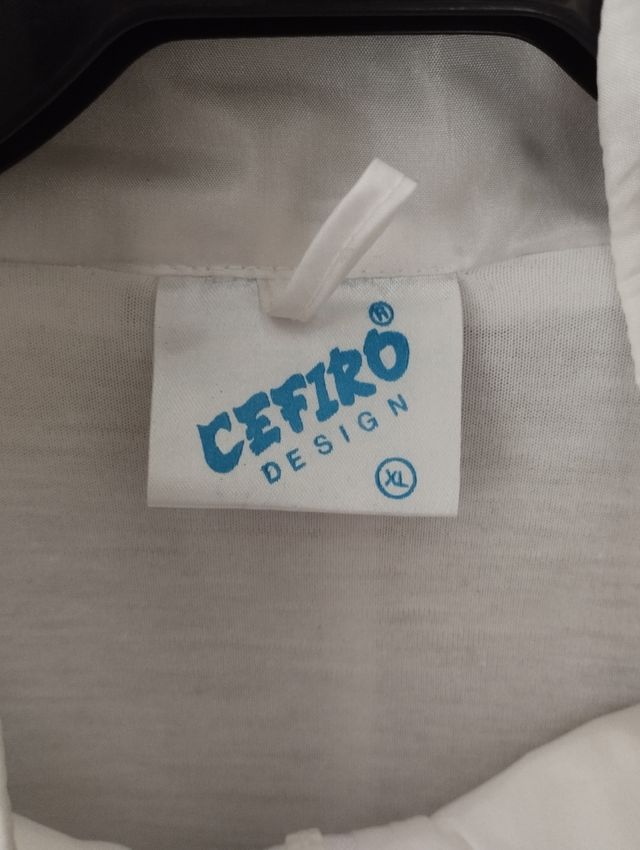 ®
CEFIRO
DESIGN
XL